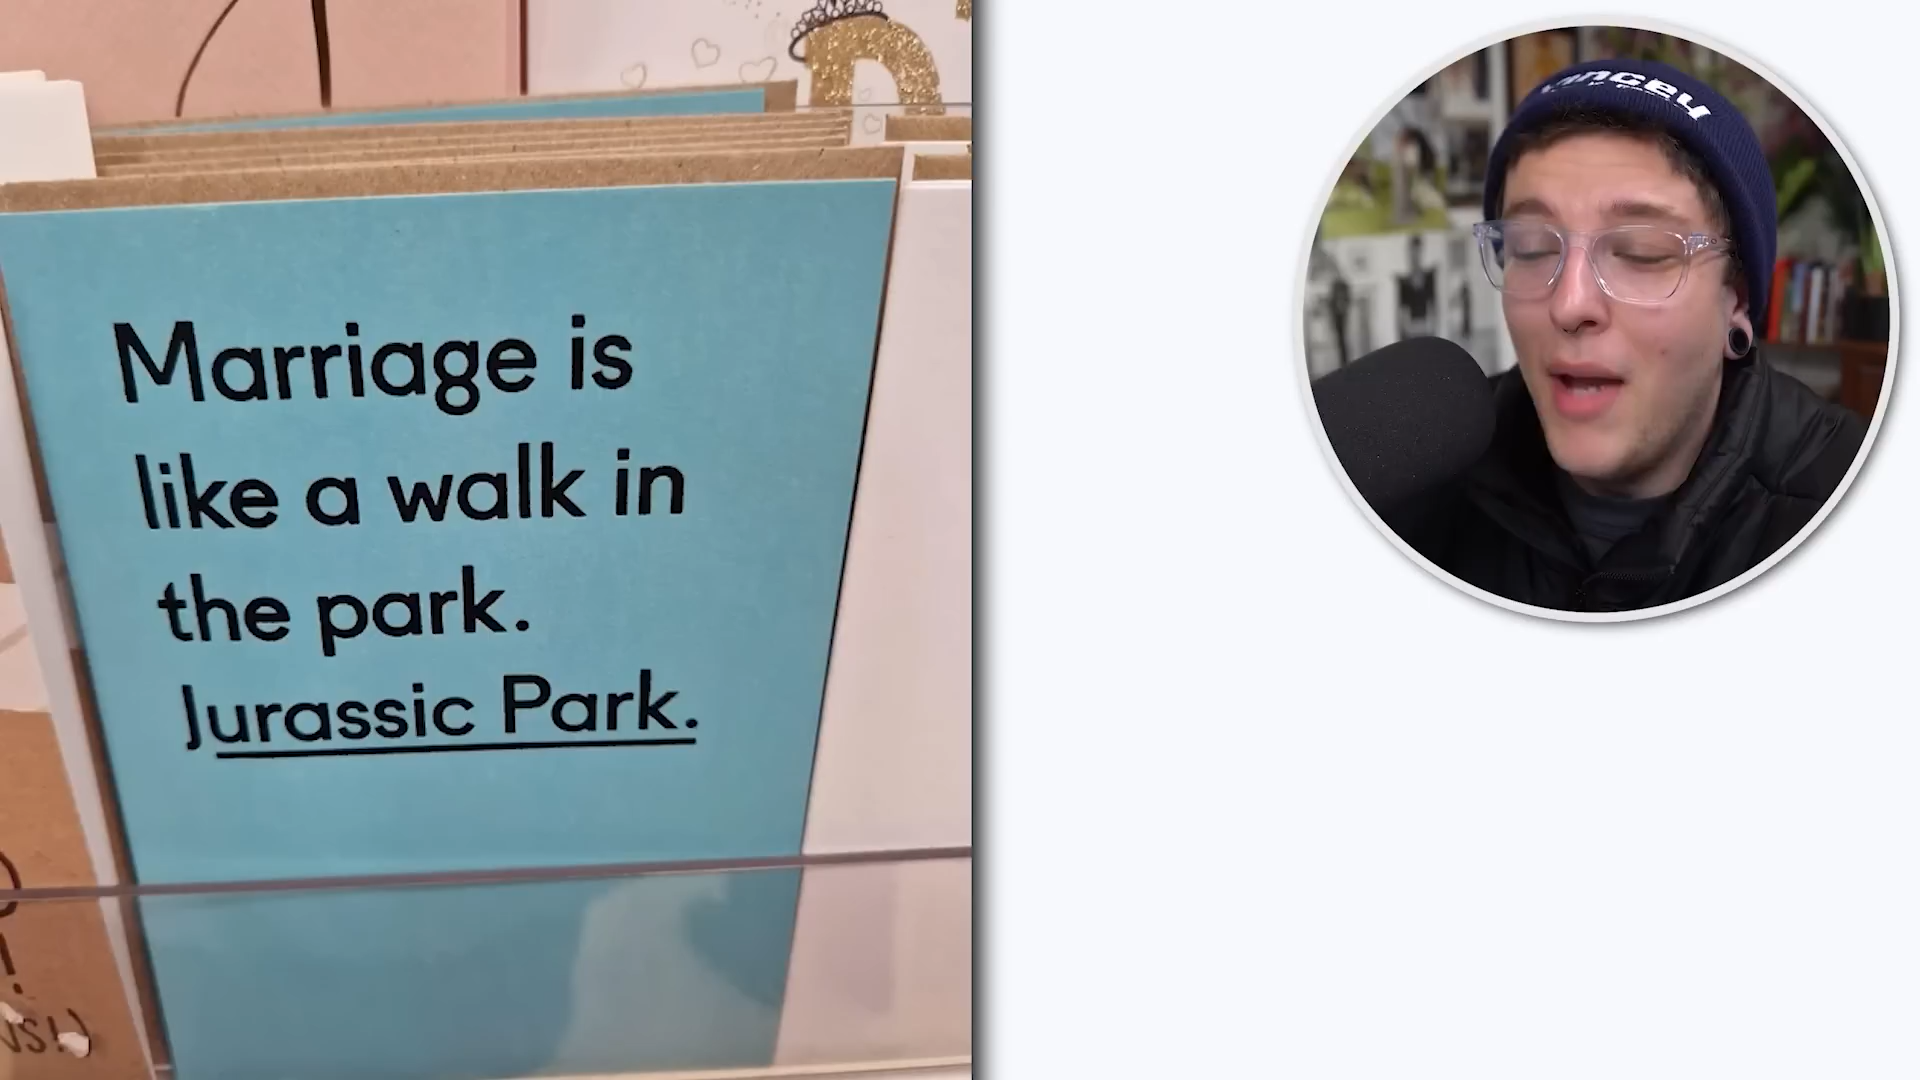 Marriage is
like a walk in
the park.
Jurassic Park.